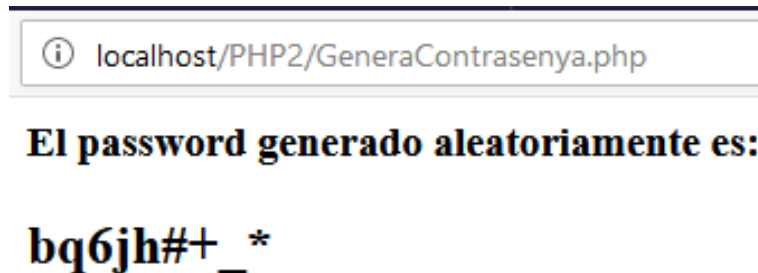 localhost/PHP2/GeneraContrasenya.php
El password generado aleatoriamente es:
bq6jh#+_*